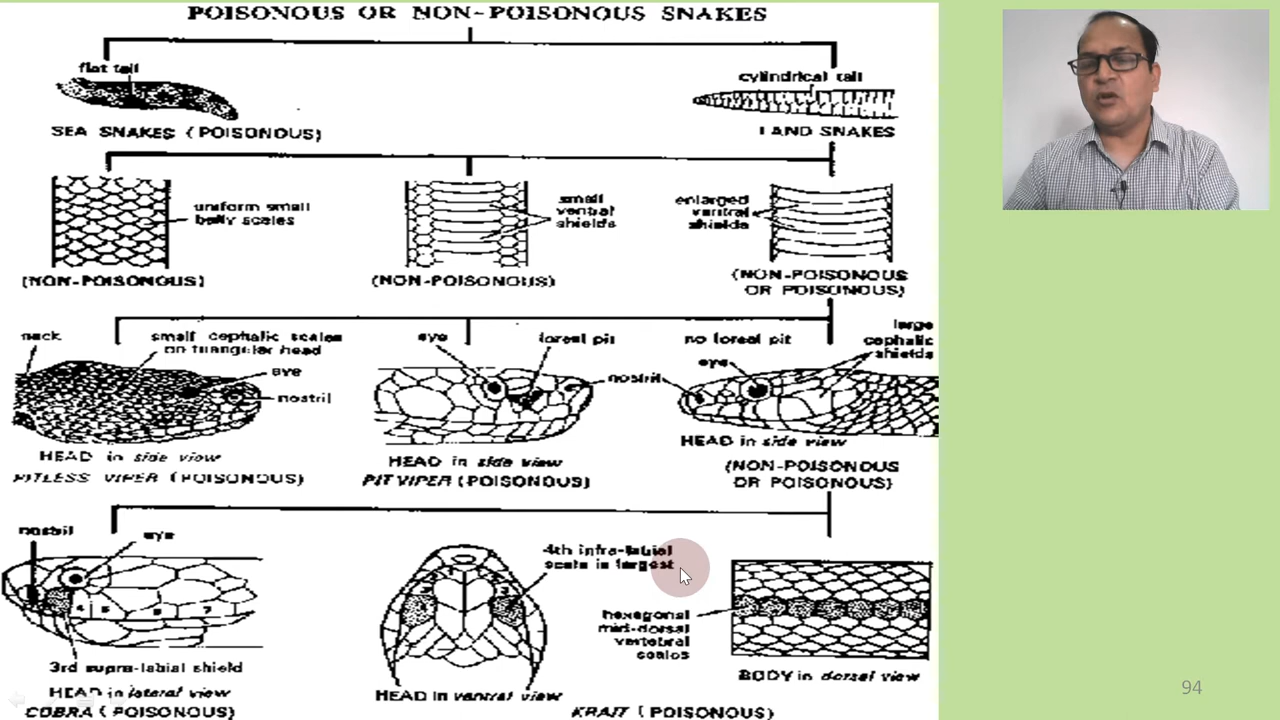 POISONOUS OR NON-POISONOUS SNAKES
flat tail
cylindrical tail
SEA SNAKES (POISONOUS)
LAND SNAKES
uniform small
belly scales
small
ventral
shields
enlarged
ventral
shields
(NON-POISONOUS)
(NON-POISONOUS)
(NON-POISONOUS
OR POISONOUS)
neck
small cephalic scales
on triangular head
eye
nostril
eye
loreal pit
nostril
no loreal pit
eye
large
cephalic
shields
HEAD in side view
PITLESS VIPER (POISONOUS)
HEAD in side view
PIT VIPER (POISONOUS)
HEAD in side view
(NON-POISONOUS
OR POISONOUS)
nostril
eye
4 5 6 7
3rd supra-labial shield
HEAD in lateral view
COBRA (POISONOUS)
4th infra-labial
scale is largest
HEAD in ventral view
hexagonal
mid-dorsal
vertebral
scales
BODY in dorsal view
KRAIT (POISONOUS)
94